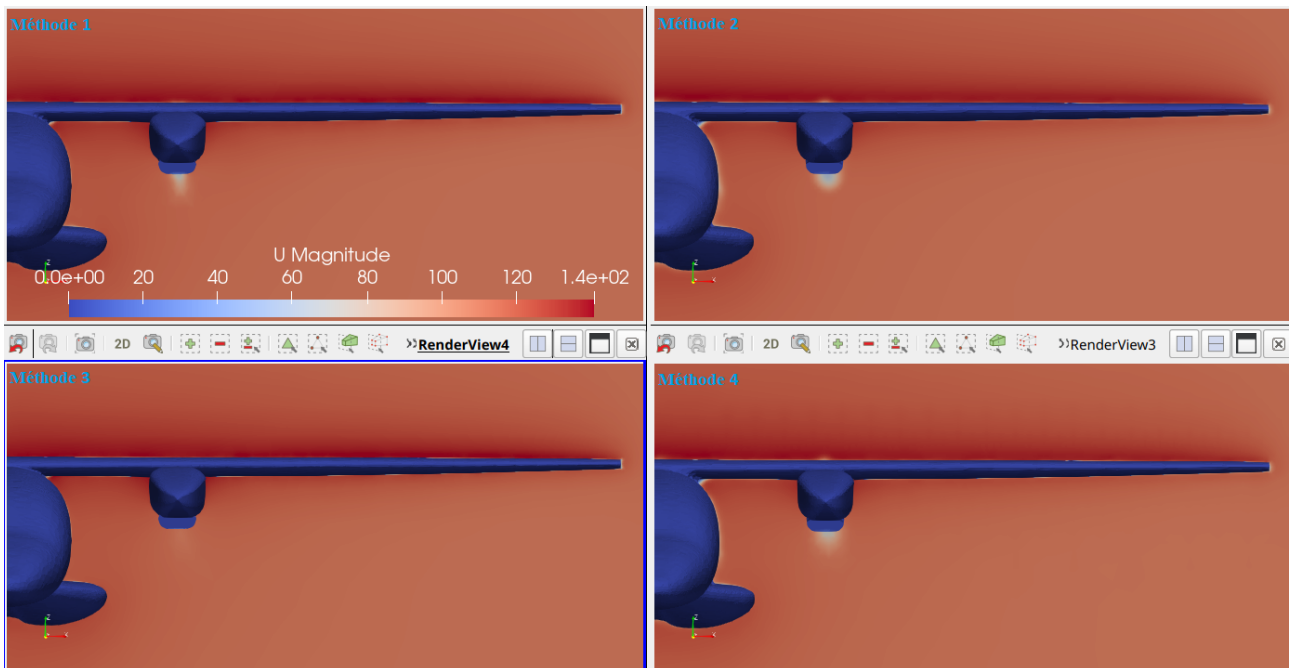 Méthode 1
Méthode 2
U Magnitude
0.0e+00 20 40 60 80 100 120 1.4e+02
2D
RenderView4
2D
RenderView3
Méthode 3
Méthode 4